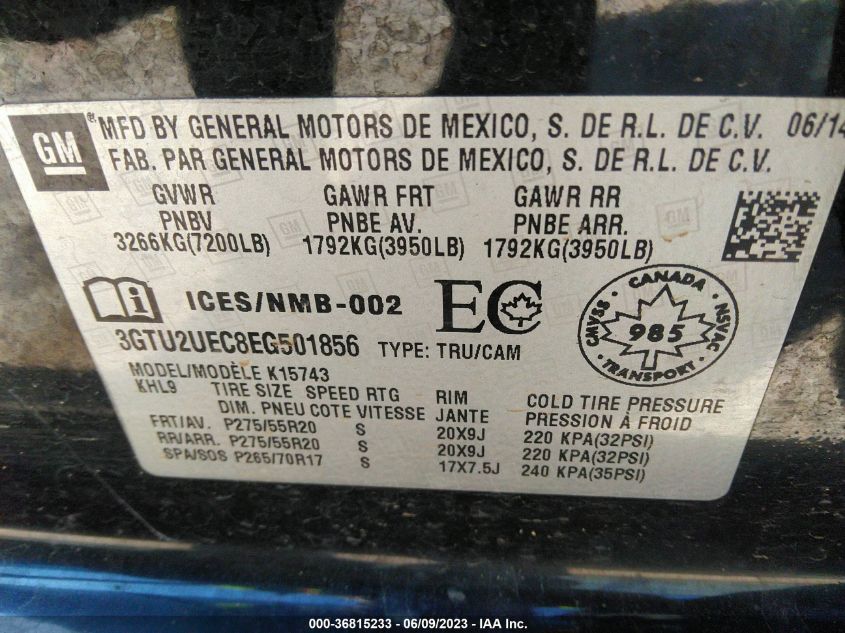 GM
® MFD BY GENERAL MOTORS DE MEXICO, S. DE R.L. DE C.V. 06/14
FAB. PAR GENERAL MOTORS DE MEXICO, S. DE R.L. DE C.V.
GVWR GAWR FRT GAWR RR
PNBV PNBE AV. PNBE ARR.
3266KG(7200LB) 1792KG(3950LB) 1792KG(3950LB)
ICES/NMB-002 EC
CANADA
CMVSS 985 NSVAC
TRANSPORT
3GTU2UEC8EG501856 TYPE: TRU/CAM
MODEL/MODÈLE K15743
KHL9 TIRE SIZE SPEED RTG RIM COLD TIRE PRESSURE
DIM. PNEU COTE VITESSE JANTE PRESSION À FROID
FRT/AV. P275/55R20 S 20X9J 220 KPA(32PSI)
RR/ARR. P275/55R20 S 20X9J 220 KPA(32PSI)
SPA/SOS P265/70R17 S 17X7.5J 240 KPA(35PSI)
000-36815233 - 06/09/2023 - IAA Inc.